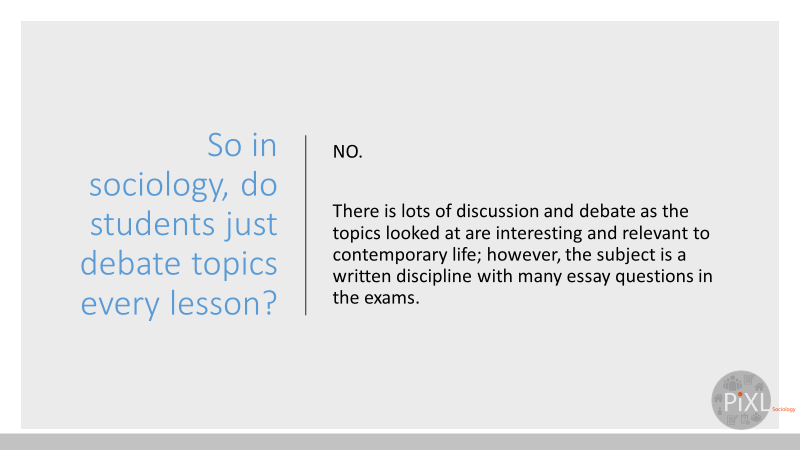 So in
sociology, do
students just
debate topics
every lesson?
NO.
There is lots of discussion and debate as the
topics looked at are interesting and relevant to
contemporary life; however, the subject is a
written discipline with many essay questions in
the exams.
PiXL
Sociology